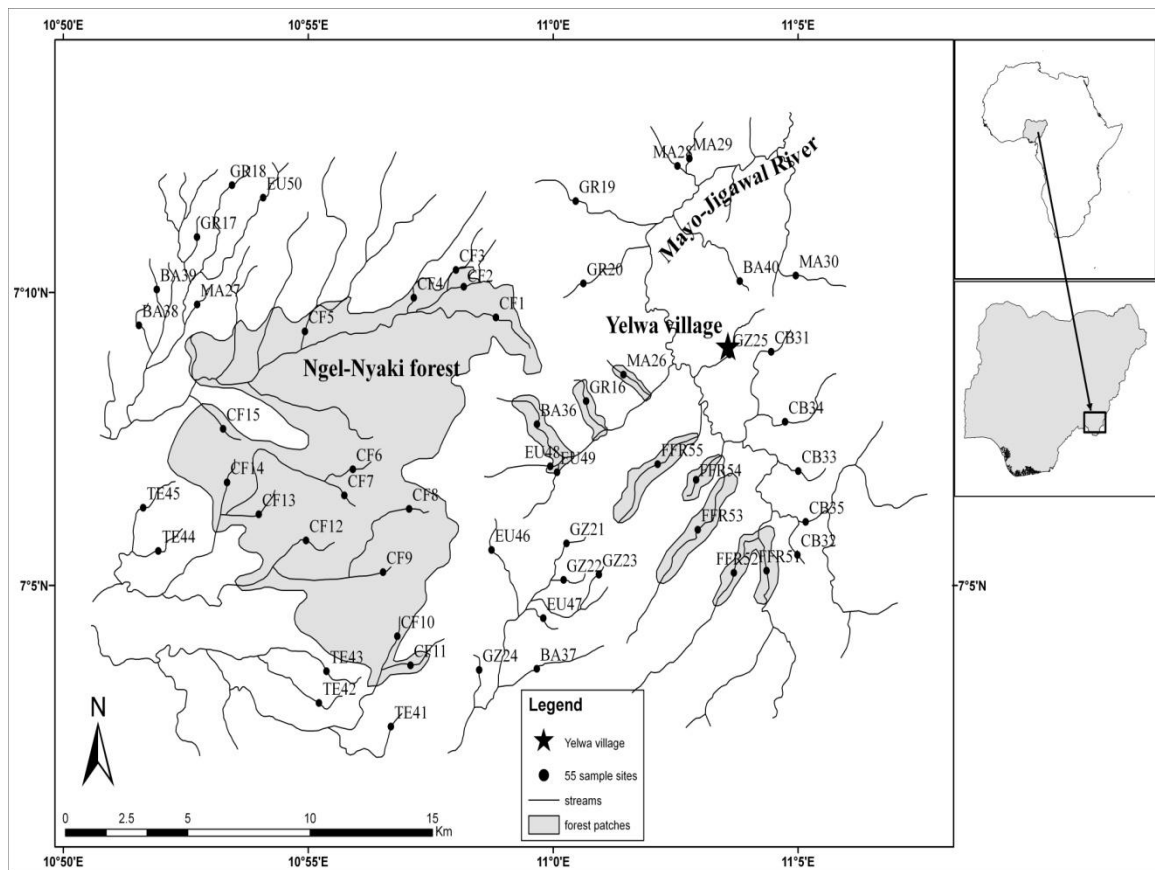 10°50'E
10°55'E
11°0'E
11°5'E
MA29
MA28
GR18
EU50
GR19
Mayo-Jigawal River
GR17
CF3
BA39
CF2
GR20
BA40
MA30
7°10'N
MA27
CF4
BA38
CF1
CF5
Yelwa village
GZ25
CB31
Ngel-Nyaki forest
MA26
GR16
BA36
CB34
CF15
EU48
EU49
FFR55
FFR54
CB33
CF6
CF14
CF7
TE45
CF13
CF8
FFR53
CB35
TE44
CF12
EU46
GZ21
CB32
CF9
GZ22
GZ23
FFR52
FFR51
7°5'N
7°5'N
EU47
CF10
CF11
TE43
GZ24
BA37
TE42
TE41
N
Legend
Yelwa village
55 sample sites
streams
forest patches
0
2.5
5
10
15
Km
10°50'E
10°55'E
11°0'E
11°5'E